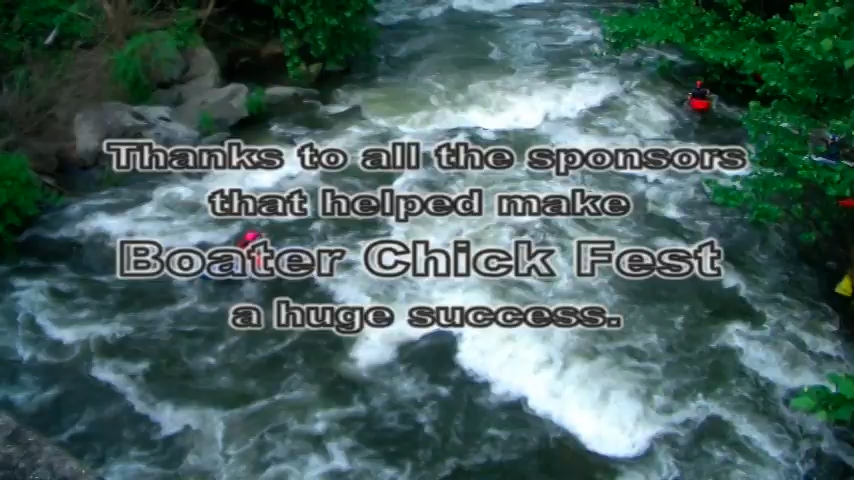 Thanks to all the sponsors
that helped make
Boater Chick Fest
a huge success.